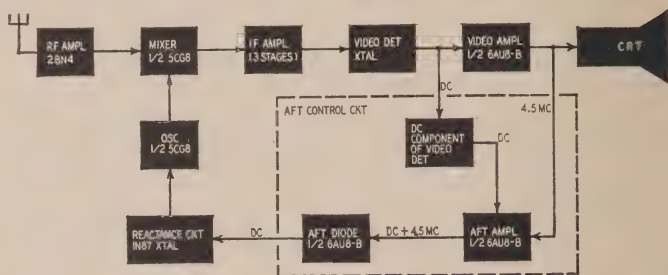 RF AMPL
2BN4
MIXER
1/2 5CG8
IF AMPL
(3 STAGES)
VIDEO DET
XTAL
VIDEO AMPL
1/2 6AU8-B
CRT
DC
4.5 MC
AFT CONTROL CKT
OSC
1/2 5CG8
DC
COMPONENT
OF VIDEO
DET
DC
REACTANCE CKT
IN87 XTAL
DC
AFT DIODE
1/2 6AU8-B
DC + 4.5 MC
AFT AMPL
1/2 6AU8-B